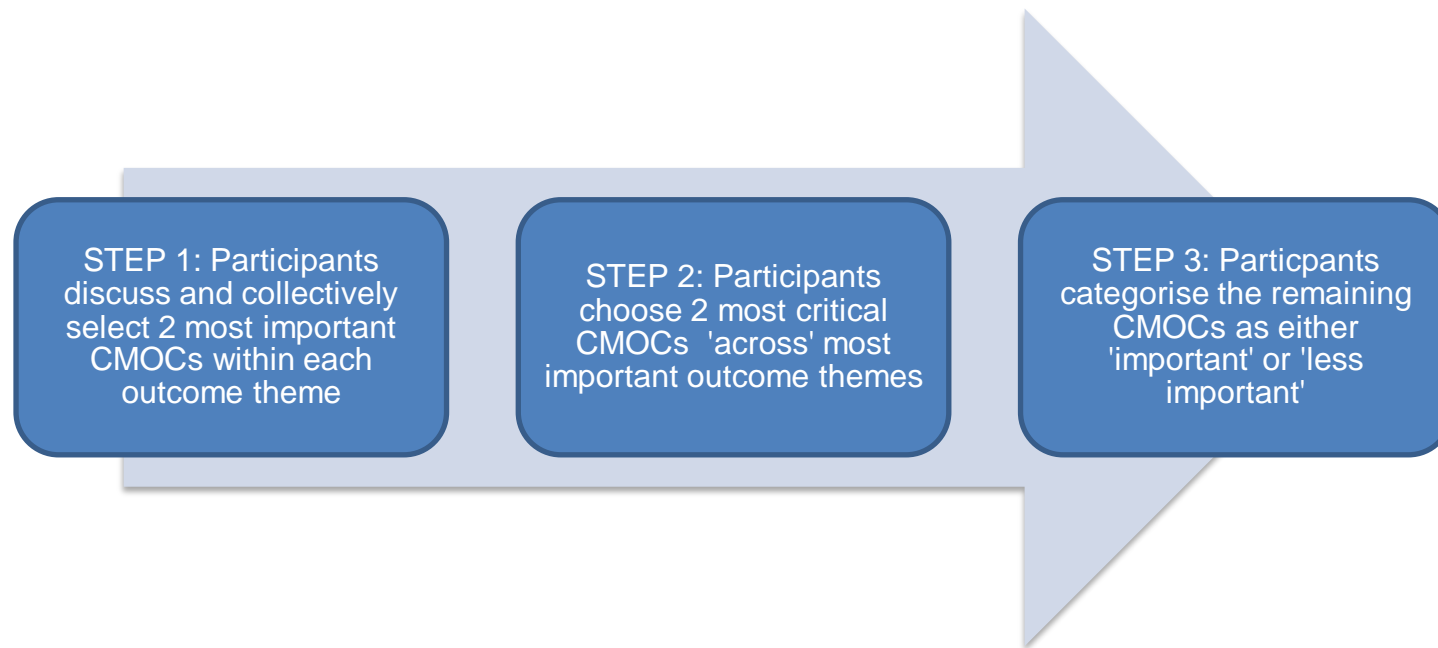 STEP 1: Participants
discuss and collectively
select 2 most important
CMOCs within each
outcome theme
STEP 2: Participants
choose 2 most critical
CMOCs  'across' most
important outcome themes
STEP 3: Particpants
categorise the remaining
CMOCs as either
'important' or 'less
important'